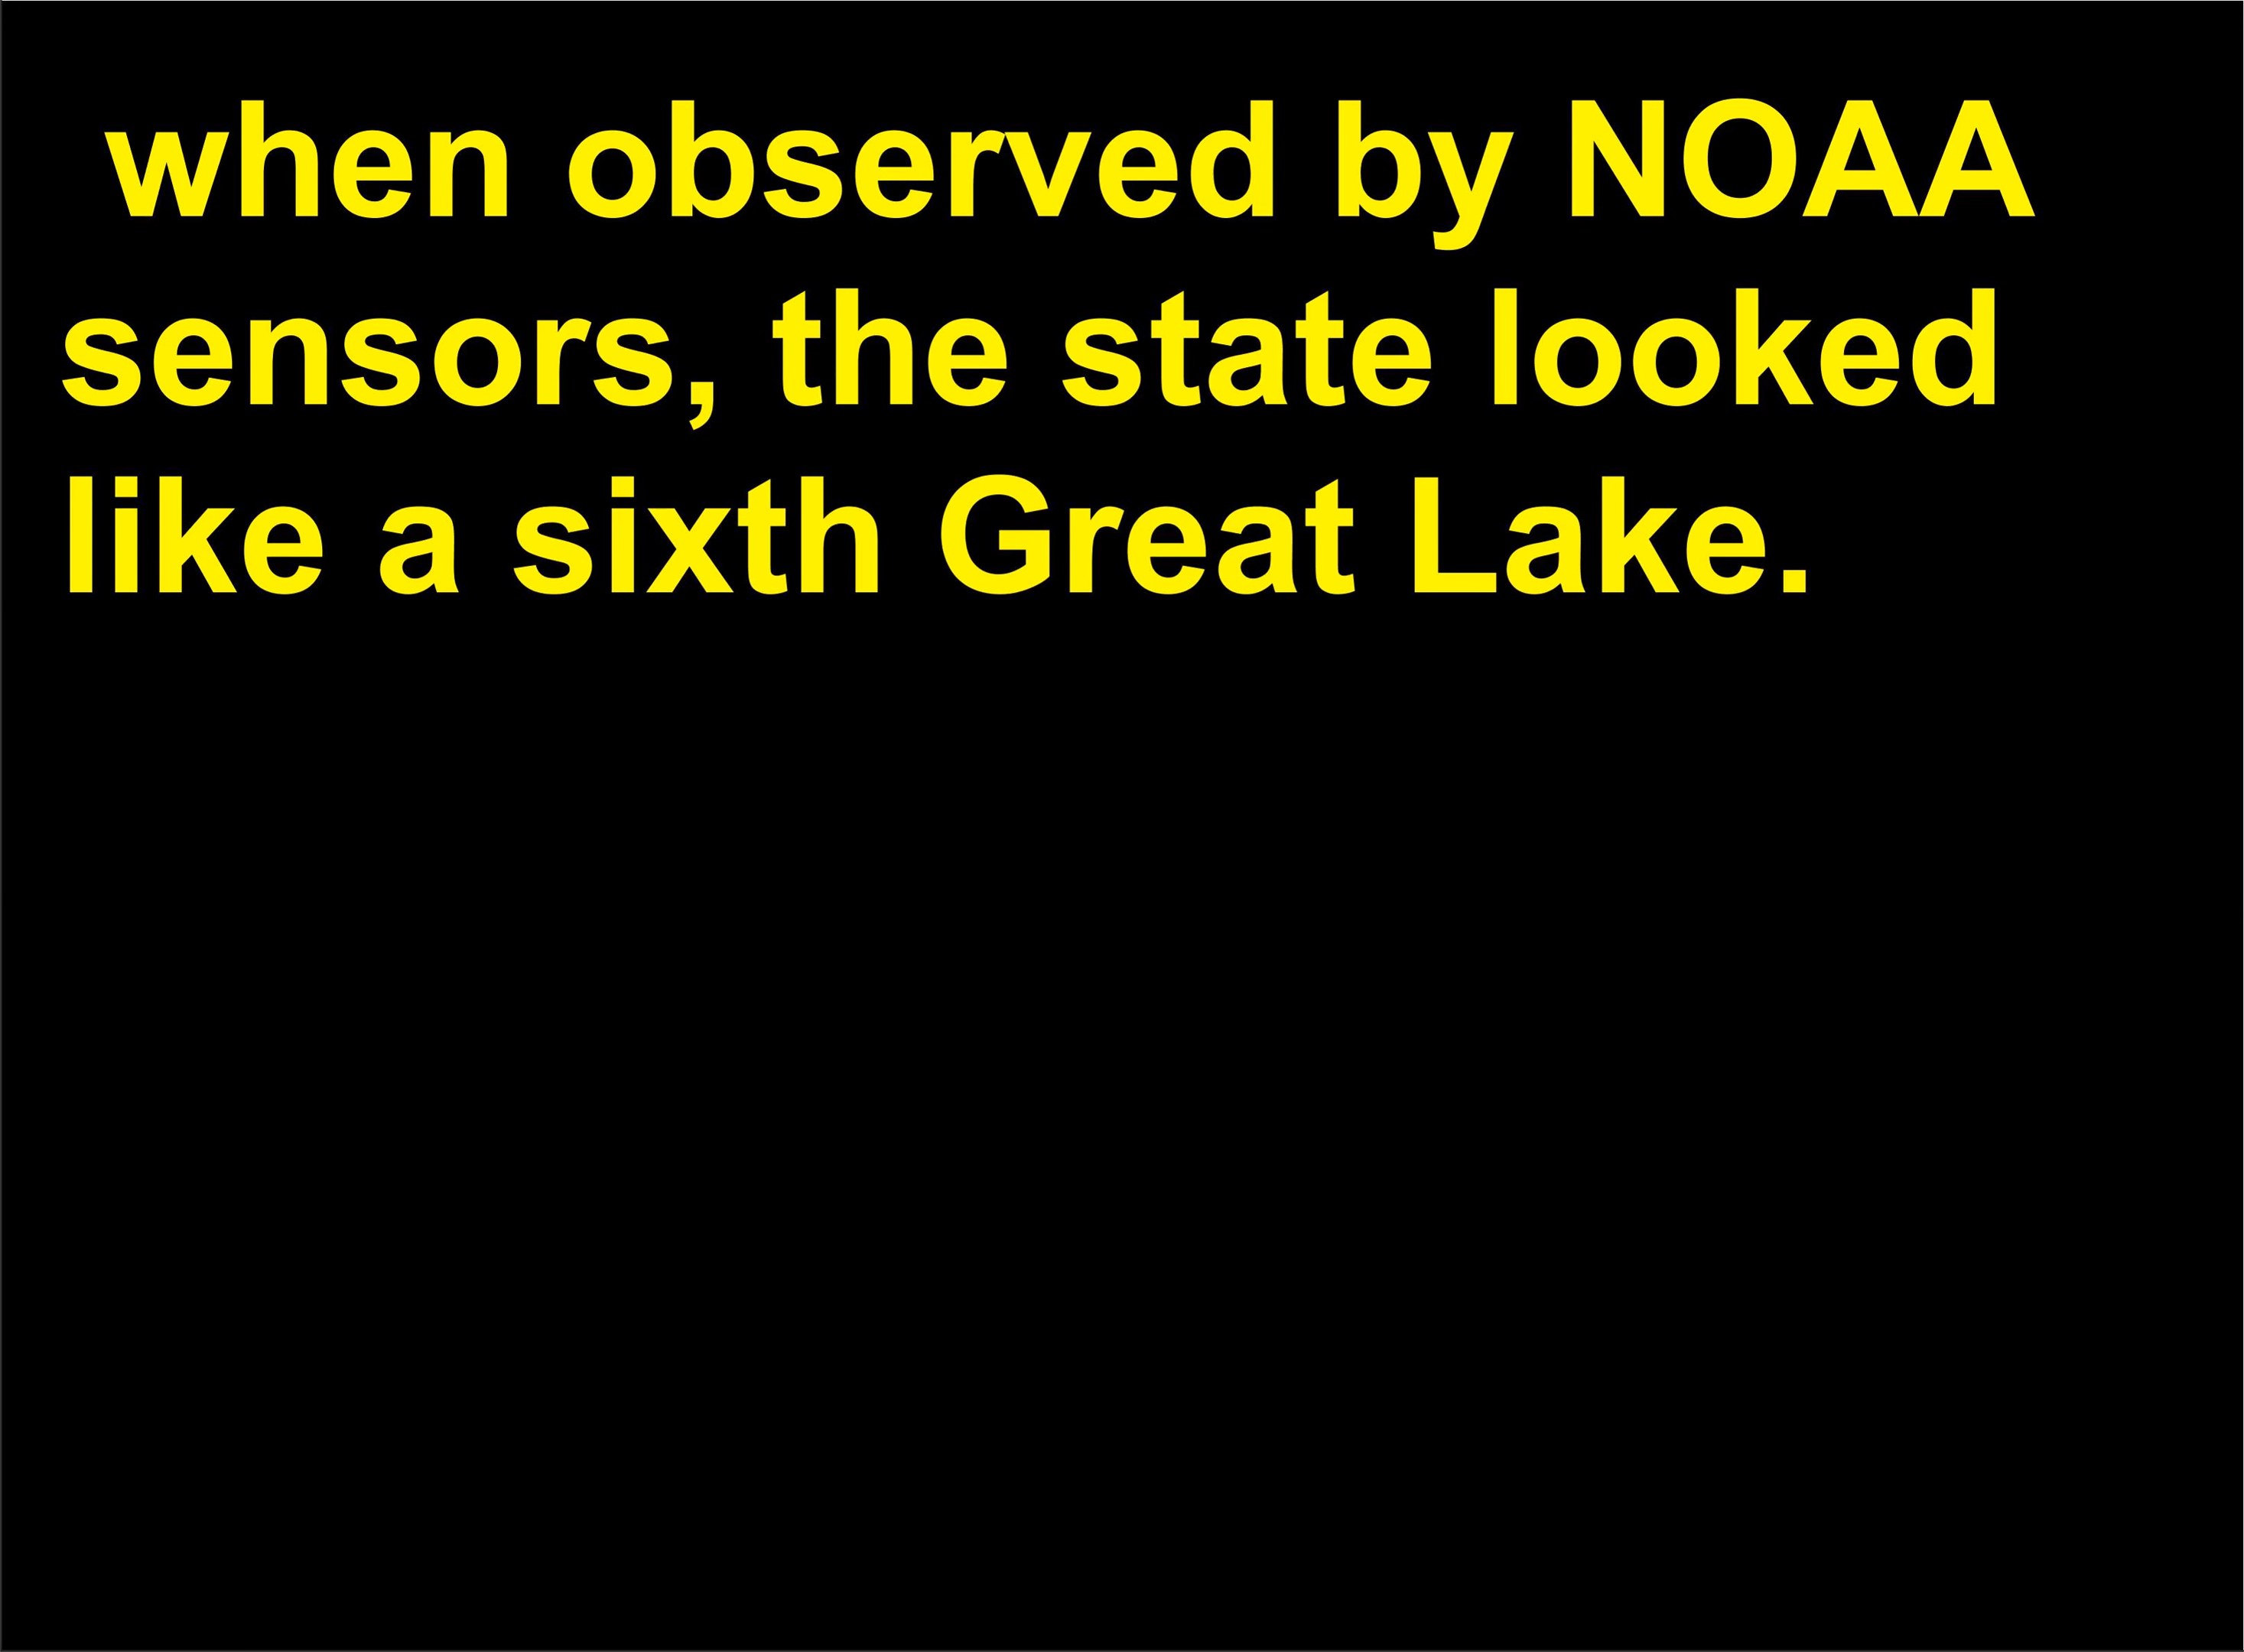 when observed by NOAA
sensors, the state looked
like a sixth Great Lake.